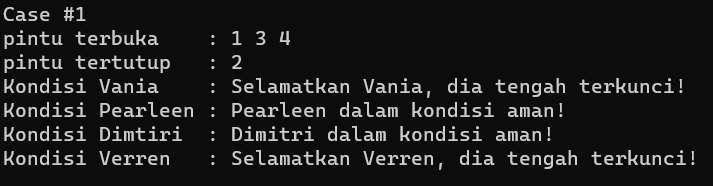 Case #1
pintu terbuka    : 1 3 4
pintu tertutup   : 2
Kondisi Vania    : Selamatkan Vania, dia tengah terkunci!
Kondisi Pearleen : Pearleen dalam kondisi aman!
Kondisi Dimtiri  : Dimitri dalam kondisi aman!
Kondisi Verren   : Selamatkan Verren, dia tengah terkunci!